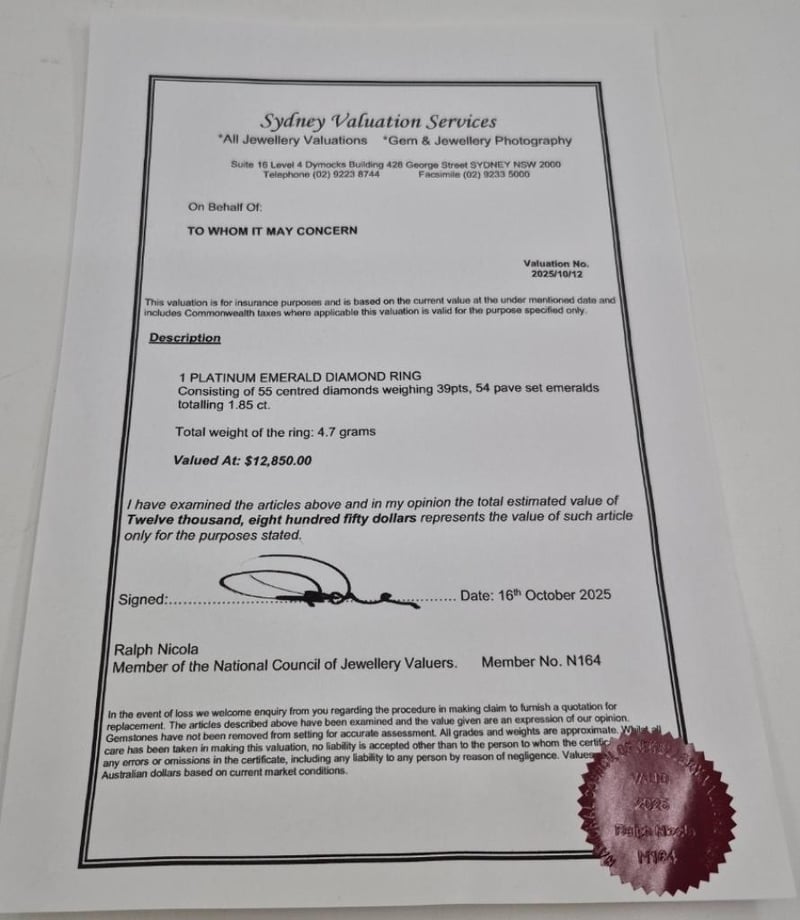 Sydney Valuation Services
*All Jewellery Valuations *Gem & Jewellery Photography
Suite 16 Level 4 Dymocks Building 428 George Street SYDNEY NSW 2000
Telephone (02) 9223 8744 Facsimile (02) 9233 5000
On Behalf Of:
TO WHOM IT MAY CONCERN
Valuation No.
2025/10/12
This valuation is for insurance purposes and is based on the current value at the under mentioned date and
includes Commonwealth taxes where applicable this valuation is valid for the purpose specified only.
Description
1 PLATINUM EMERALD DIAMOND RING
Consisting of 55 centred diamonds weighing 39pts, 54 pave set emeralds
totalling 1.85 ct.
Total weight of the ring: 4.7 grams
Valued At: $12,850.00
I have examined the articles above and in my opinion the total estimated value of
Twelve thousand, eight hundred fifty dollars represents the value of such article
only for the purposes stated.
Signed:.......................................................... Date: 16th October 2025
Ralph Nicola
Member of the National Council of Jewellery Valuers. Member No. N164
In the event of loss we welcome enquiry from you regarding the procedure in making claim to furnish a quotation for
replacement. The articles described above have been examined and the value given are an expression of our opinion.
Gemstones have not been removed from setting for accurate assessment. All grades and weights are approximate. Whilst all
care has been taken in making this valuation, no liability is accepted other than to the person to whom the certific
any errors or omissions in the certificate, including any liability to any person by reason of negligence. Values
Australian dollars based on current market conditions.
VALID
2025
Ralph Nicola
N164